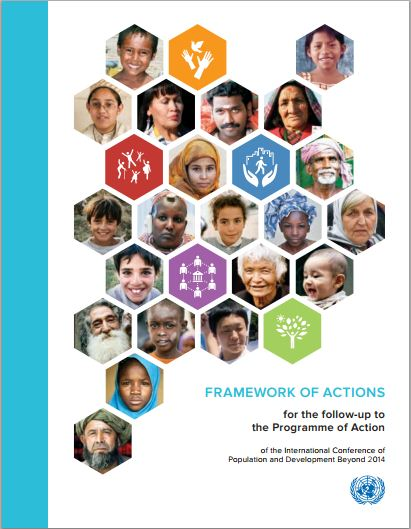 FRAMEWORK OF ACTIONS
for the follow-up to
the Programme of Action
of the International Conference of
Population and Development Beyond 2014